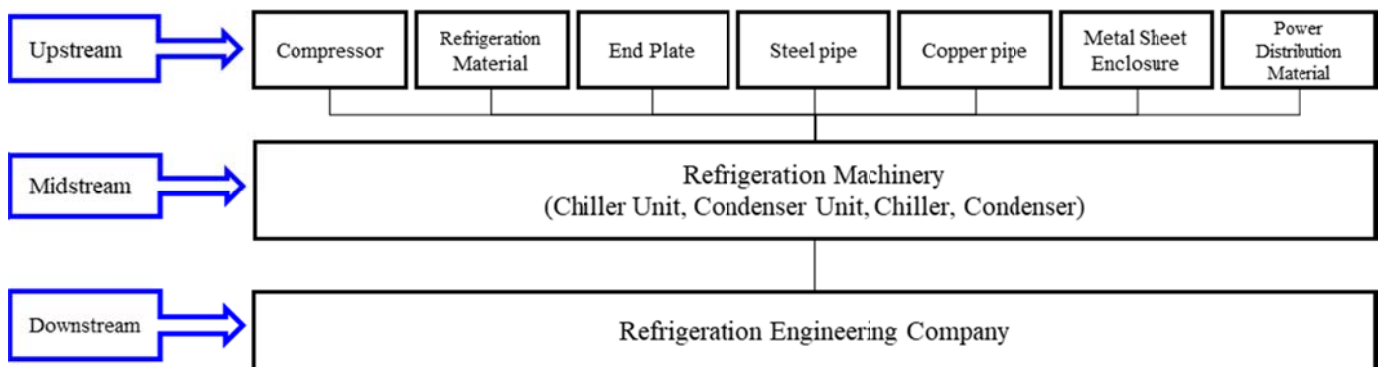 Upstream
Compressor
Refrigeration
Material
End Plate
Steel pipe
Copper pipe
Metal Sheet
Enclosure
Power
Distribution
Material
Midstream
Refrigeration Machinery
(Chiller Unit, Condenser Unit, Chiller, Condenser)
Downstream
Refrigeration Engineering Company